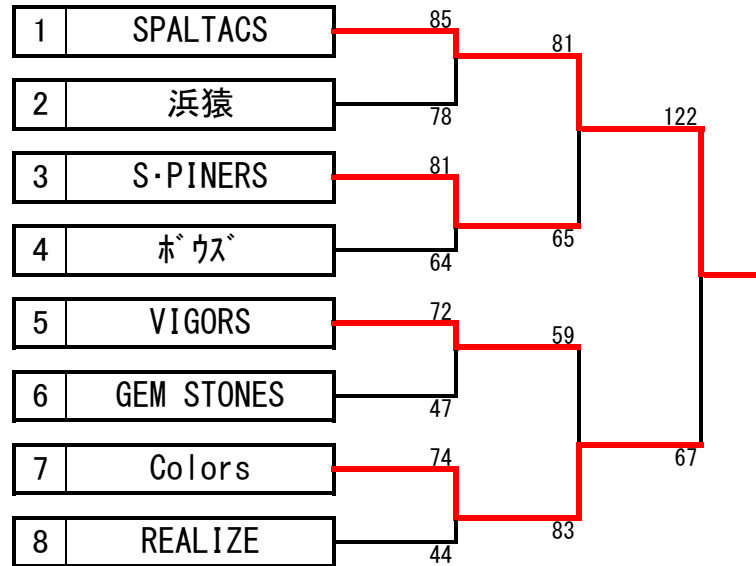 85
1 SPALTACS 81
2 浜猿 122
78
3 S･PINERS 81
65
4 ﾎﾞｳｽﾞ 64
5 VIGORS 72
59
6 GEM STONES 47
7 Colors 74
67
83
8 REALIZE 44